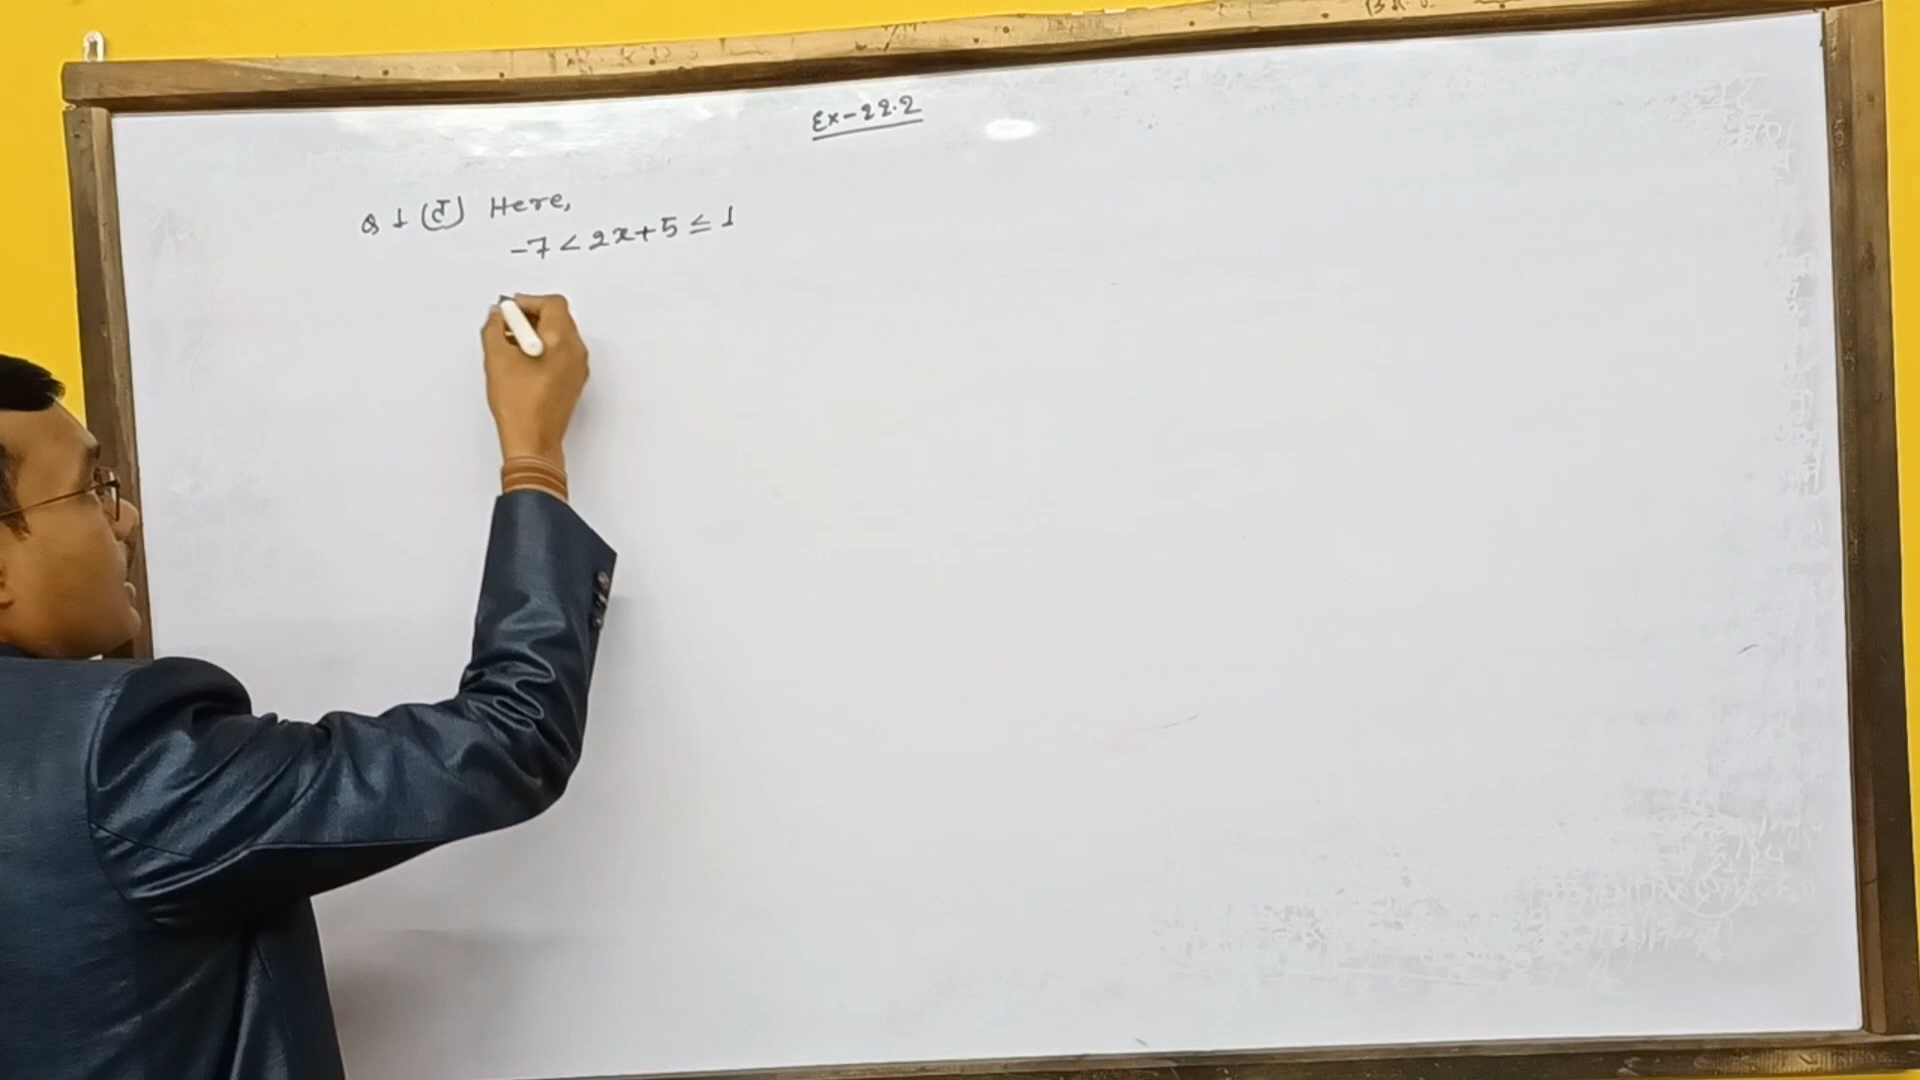 Ex-22.2
Q 1 (र्त) Here,
-7 < 2x+5 ≤ 1